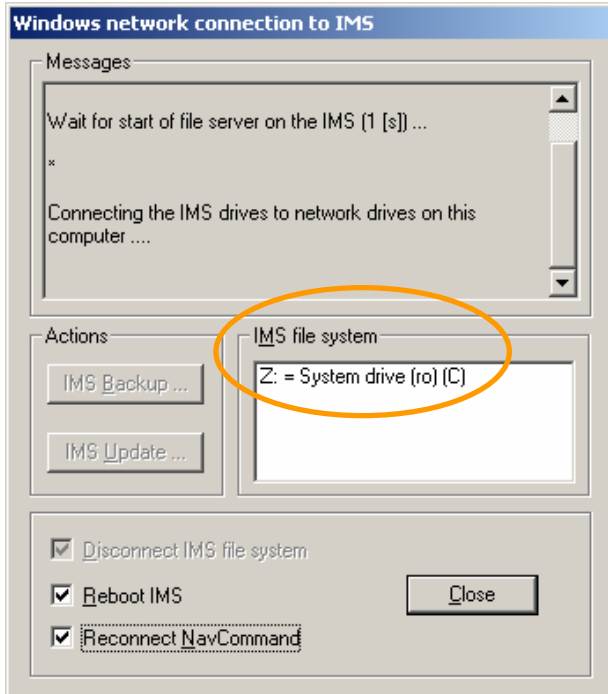 Windows network connection to IMS
Messages
Wait for start of file server on the IMS (1 [s]) ...
*
Connecting the IMS drives to network drives on this
computer ....
Actions
IMS Backup ...
IMS Update ...
IMS file system
Z: = System drive (ro) (C)
Disconnect IMS file system
Reboot IMS
Close
Reconnect NavCommand